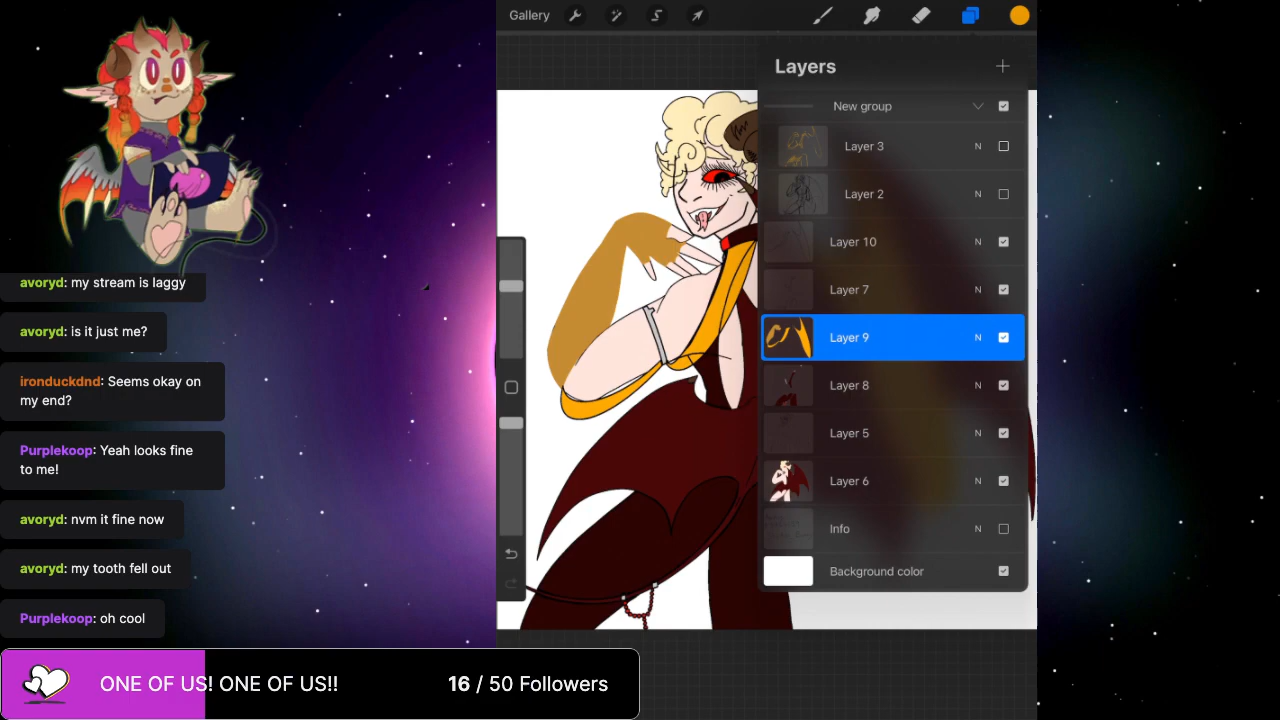 Gallery
Layers
New group
Layer 3 N
Layer 2 N
Layer 10 N
Layer 7 N
Layer 9 N
Layer 8 N
Layer 5 N
Layer 6 N
Info N
Background color
avoryd: my stream is laggy
avoryd: is it just me?
ironduckdnd: Seems okay on
my end?
Purplekoop: Yeah looks fine
to me!
avoryd: nvm it fine now
avoryd: my tooth fell out
Purplekoop: oh cool
ONE OF US! ONE OF US!! 16 / 50 Followers